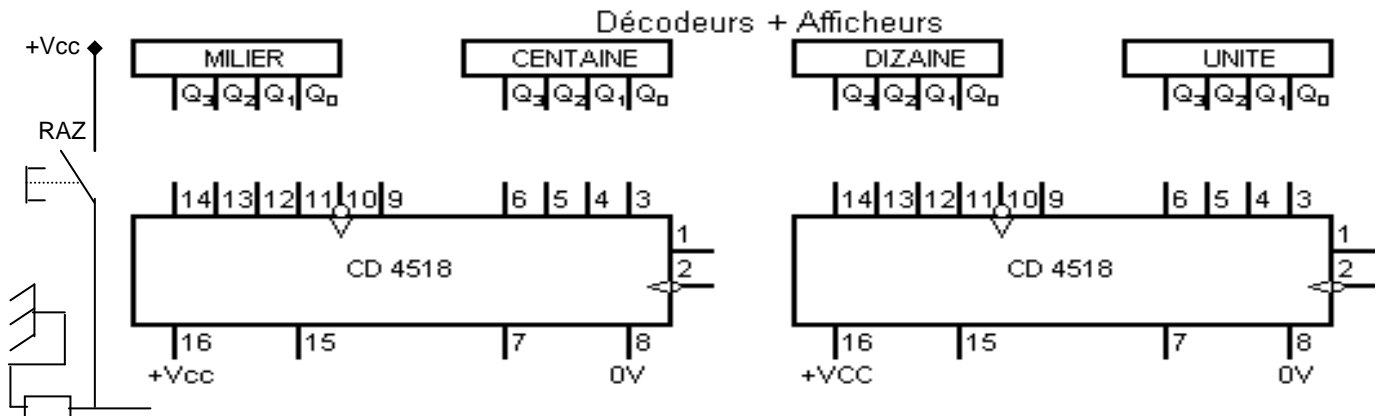 Décodeurs + Afficheurs
+Vcc
MILIER CENTAINE DIZAINE UNITE
Q3 Q2 Q1 Q0 Q3 Q2 Q1 Q0 Q3 Q2 Q1 Q0 Q3 Q2 Q1 Q0
RAZ
14 13 12 11 10 9 6 5 4 3 14 13 12 11 10 9 6 5 4 3
1 1
CD 4518 2 CD 4518 2
16 15 7 8 16 15 7 8
+Vcc 0V +VCC 0V